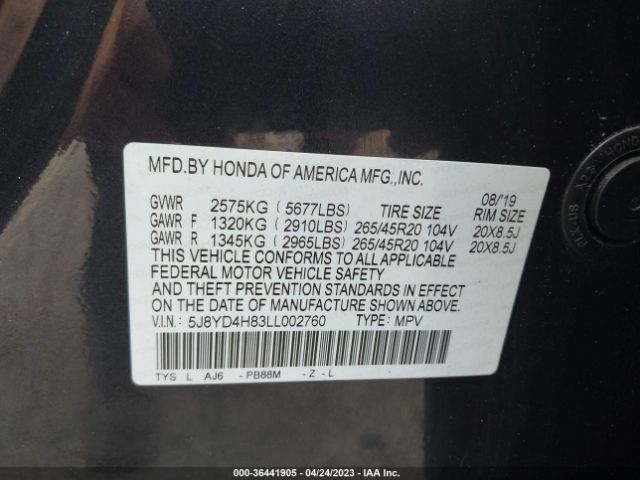 MFD.BY HONDA OF AMERICA MFG.,INC.
08/'19
GVWR 2575KG ( 5677LBS) TIRE SIZE RIM SIZE
GAWR F 1320KG ( 2910LBS) 265/45R20 104V 20X8.5J
GAWR R 1345KG ( 2965LBS) 265/45R20 104V 20X8.5J
THIS VEHICLE CONFORMS TO ALL APPLICABLE
FEDERAL MOTOR VEHICLE SAFETY
AND THEFT PREVENTION STANDARDS IN EFFECT
ON THE DATE OF MANUFACTURE SHOWN ABOVE.
V.I.N.: 5J8YD4H83LL002760 TYPE: MPV
TYS L AJ6 -PB88M - Z - L
000-36441905 - 04/24/2023 - IAA Inc.